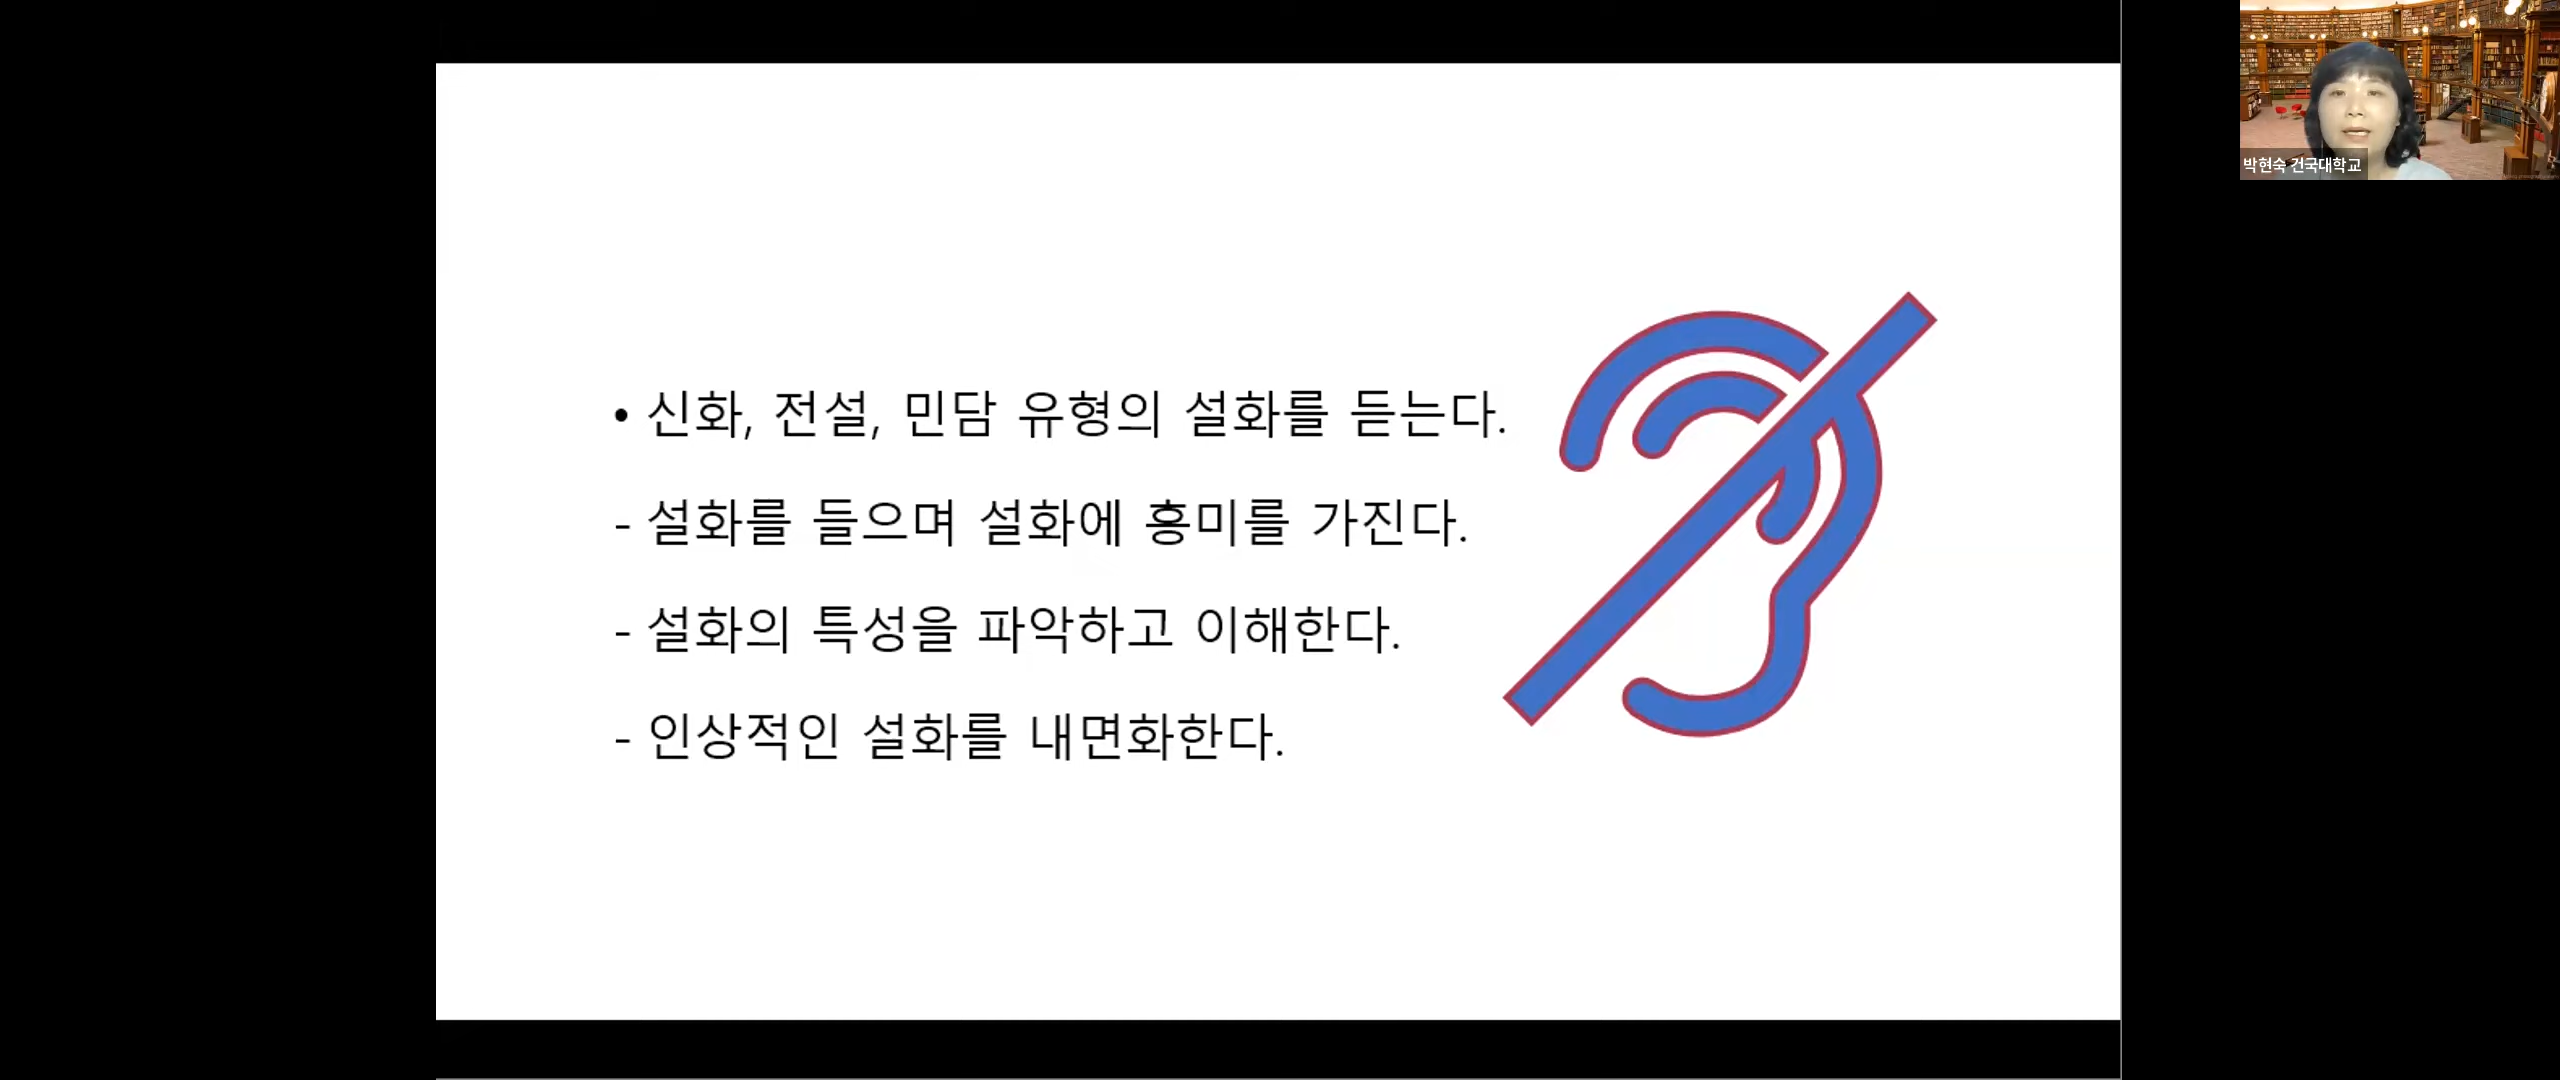 • 신화, 전설, 민담 유형의 설화를 듣는다.
- 설화를 들으며 설화에 흥미를 가진다.
- 설화의 특성을 파악하고 이해한다.
- 인상적인 설화를 내면화한다.
박현숙 건국대학교